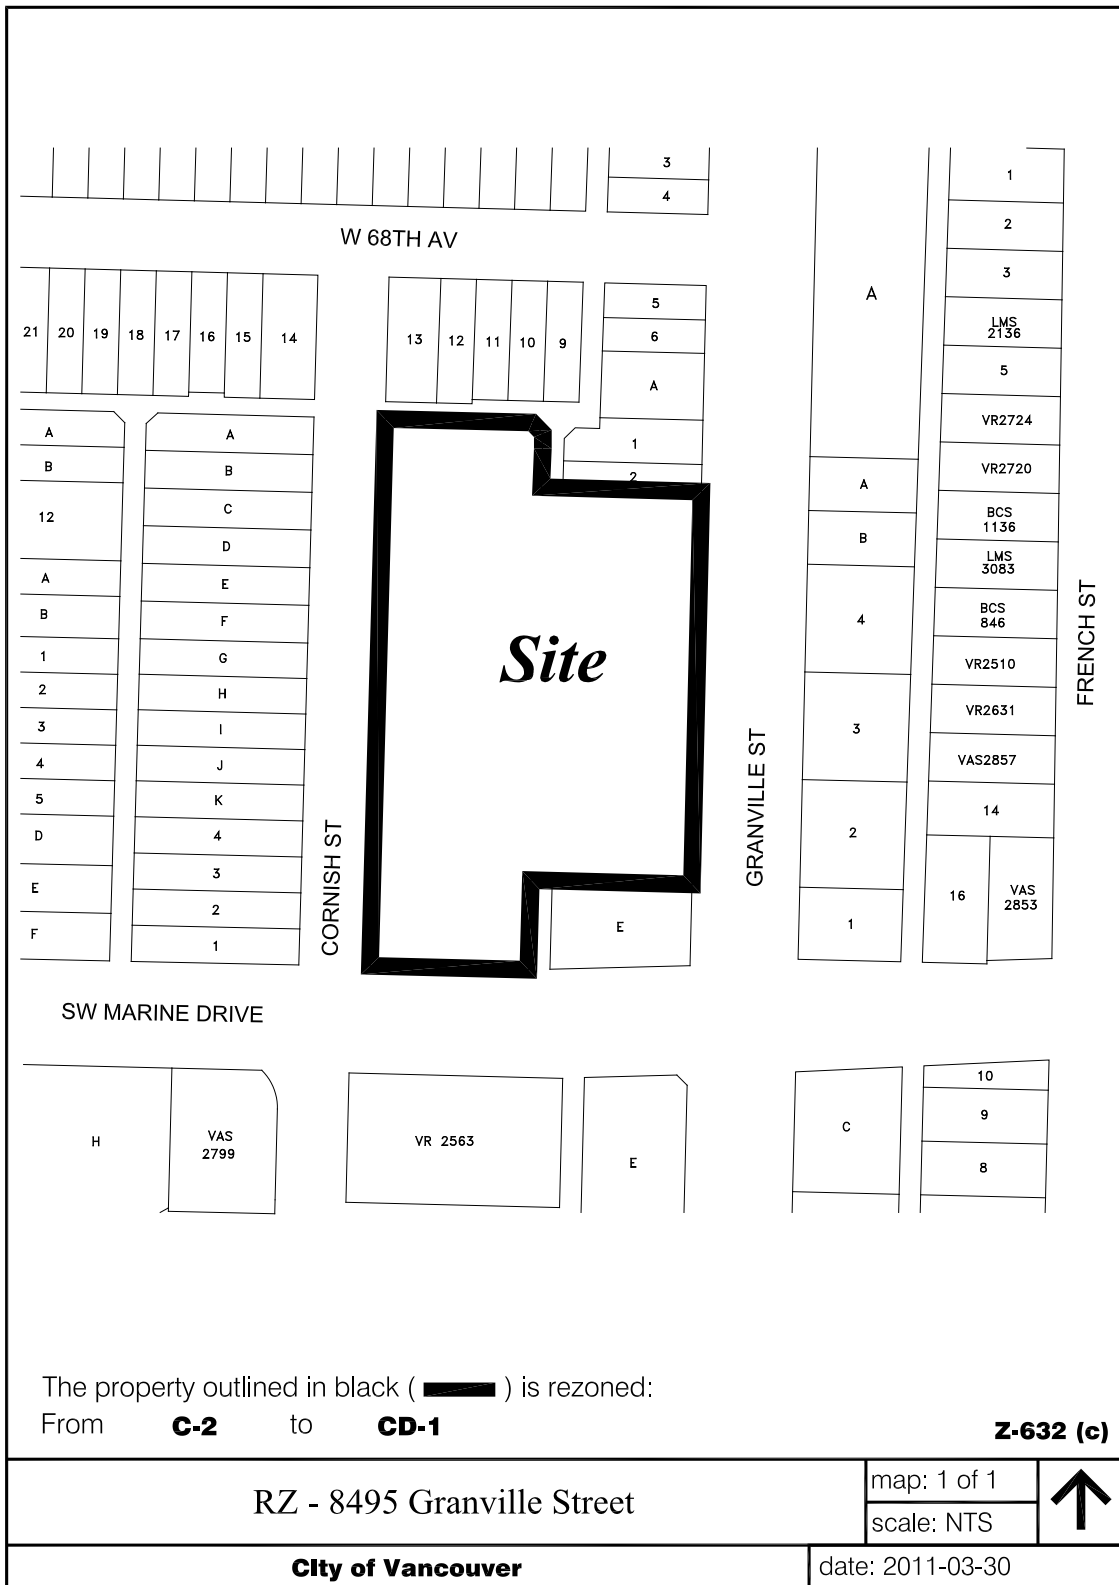 3
4
1
2
3
LMS
2136
5
VR2724
VR2720
BCS
1136
LMS
3083
BCS
846
VR2510
VR2631
VAS2857
14
16
VAS
2853
W 68TH AV
A
21 20 19 18 17 16 15 14
13 12 11 10 9
5
6
A
1
2
A
B
12
A
B
1
2
3
4
5
D
E
F
A
B
C
D
E
F
G
H
I
J
K
4
3
2
1
Site
A
B
4
3
2
1
E
CORNISH ST
GRANVILLE ST
FRENCH ST
SW MARINE DRIVE
H
VAS
2799
VR 2563
E
C
10
9
8
The property outlined in black ( ) is rezoned:
From C-2 to CD-1
Z-632 (c)
RZ - 8495 Granville Street
map: 1 of 1
scale: NTS
CIty of Vancouver
date: 2011-03-30